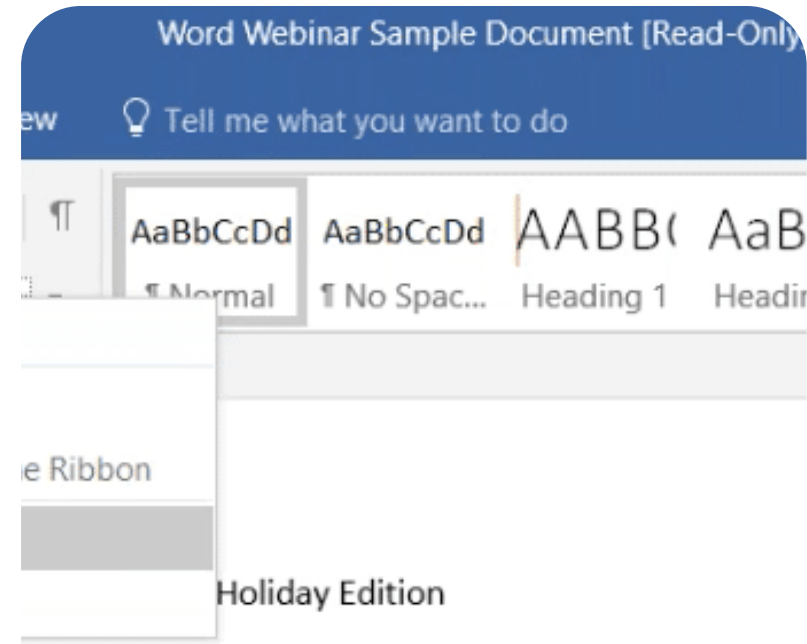 Word Webinar Sample Document [Read-Only
ew Tell me what you want to do
¶
AaBbCcDd AaBbCcDd AABB( AaB
¶ Normal ¶ No Spac... Heading 1 Headin
e Ribbon
Holiday Edition